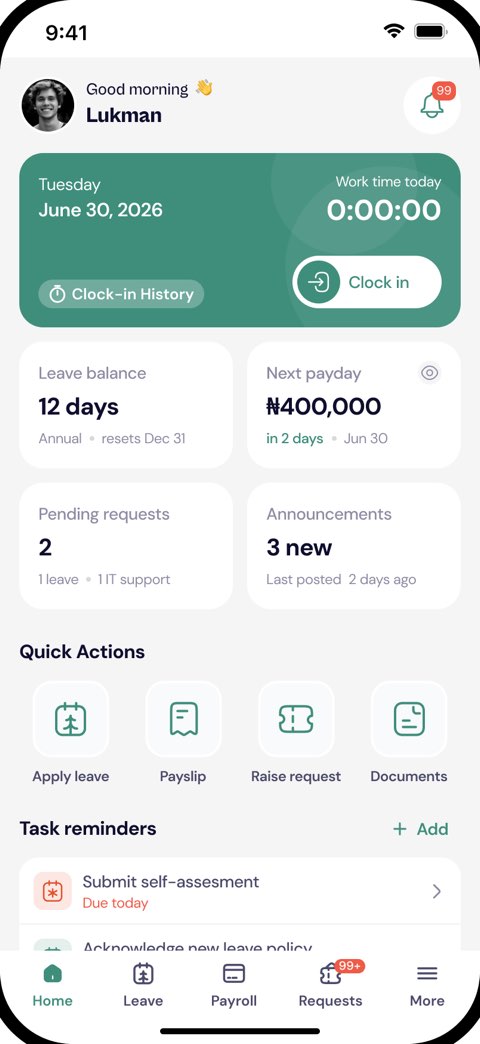 9:41
Good morning 👋
Lukman
99
Tuesday
June 30, 2026
Work time today
0:00:00
Clock-in History
Clock in
Leave balance
12 days
Annual • resets Dec 31
Next payday
₦400,000
in 2 days • Jun 30
Pending requests
2
1 leave • 1 IT support
Announcements
3 new
Last posted 2 days ago
Quick Actions
Apply leave
Payslip
Raise request
Documents
Task reminders
+ Add
Submit self-assesment
Due today
Acknowledge new leave policy
99+
Home
Leave
Payroll
Requests
More